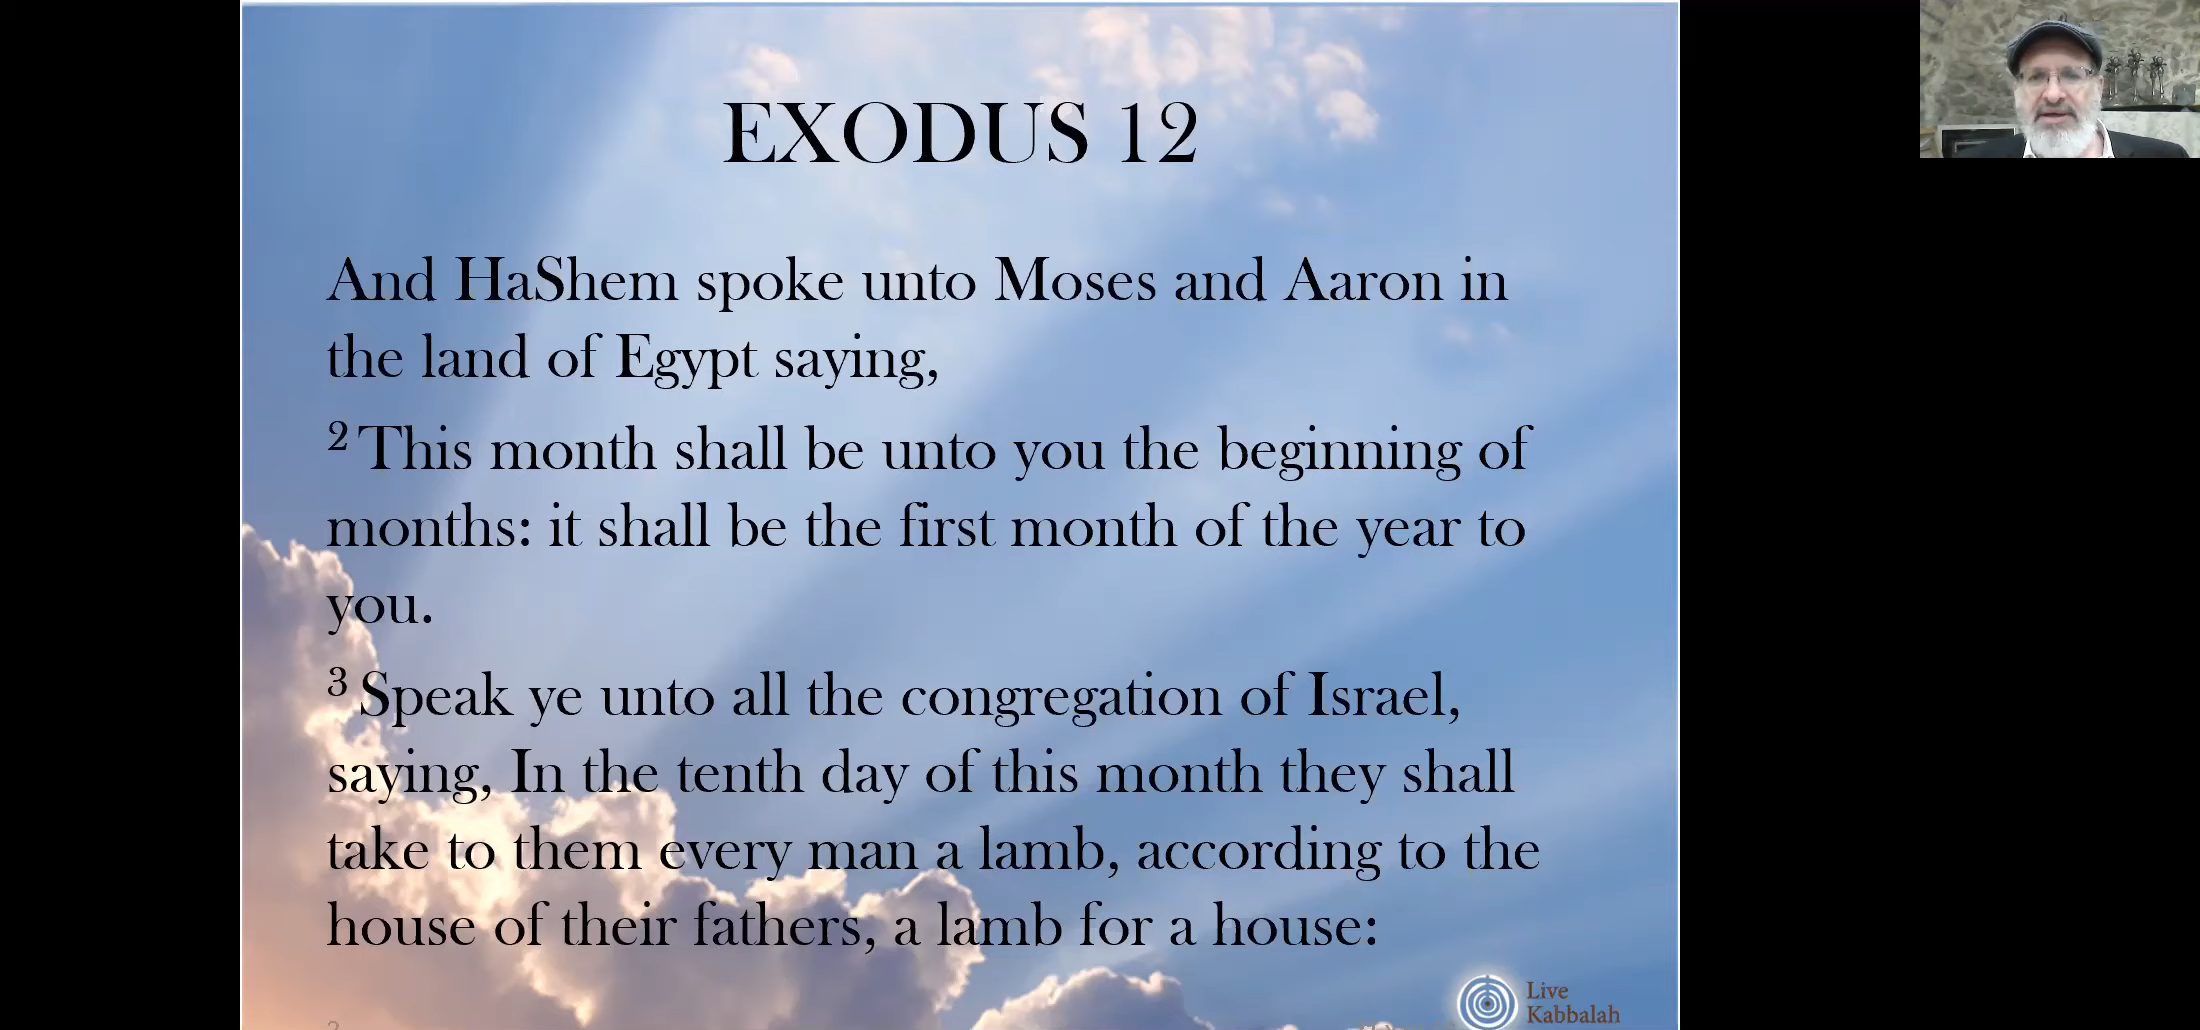 EXODUS 12
And HaShem spoke unto Moses and Aaron in
the land of Egypt saying,
2 This month shall be unto you the beginning of
months: it shall be the first month of the year to
you.
3 Speak ye unto all the congregation of Israel,
saying, In the tenth day of this month they shall
take to them every man a lamb, according to the
house of their fathers, a lamb for a house:
Live
Kabbalah